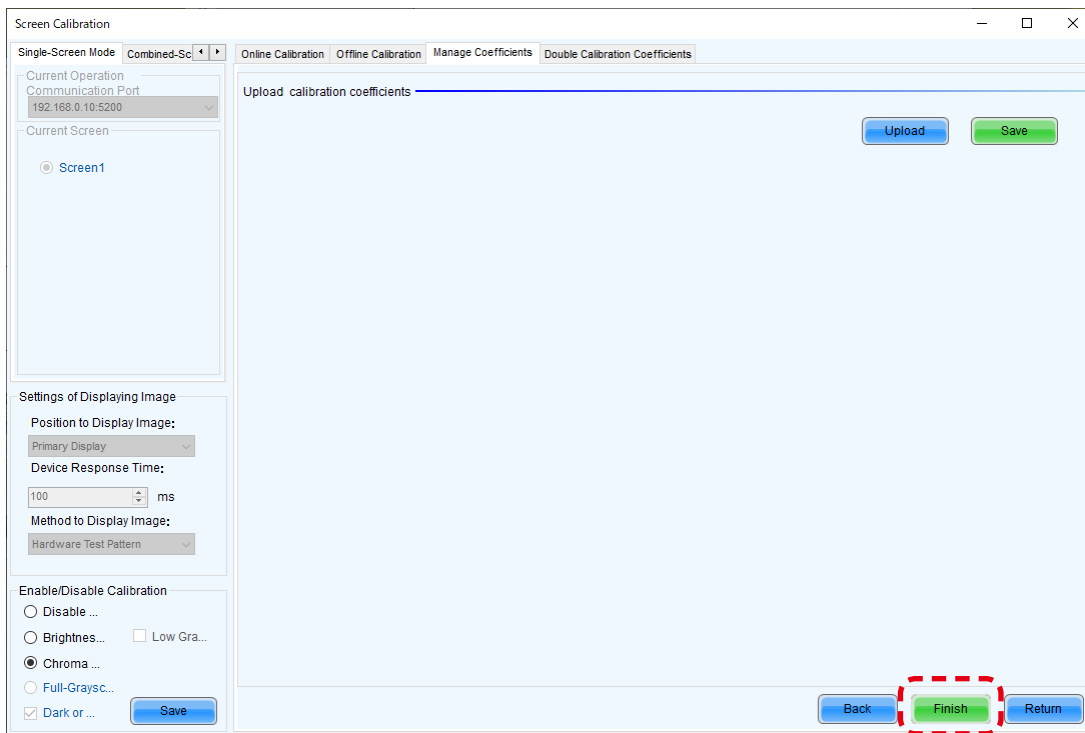 Screen Calibration
Single-Screen Mode
Combined-Sc
Current Operation
Communication Port
192.168.0.10:5200
Current Screen
Screen1
Settings of Displaying Image
Position to Display Image:
Primary Display
Device Response Time:
100 ms
Method to Display Image:
Hardware Test Pattern
Enable/Disable Calibration
Disable ...
Brightnes... Low Gra...
Chroma ...
Full-Graysc...
Dark or ... Save
Online Calibration Offline Calibration Manage Coefficients Double Calibration Coefficients
Upload calibration coefficients
Upload Save
Back Finish Return